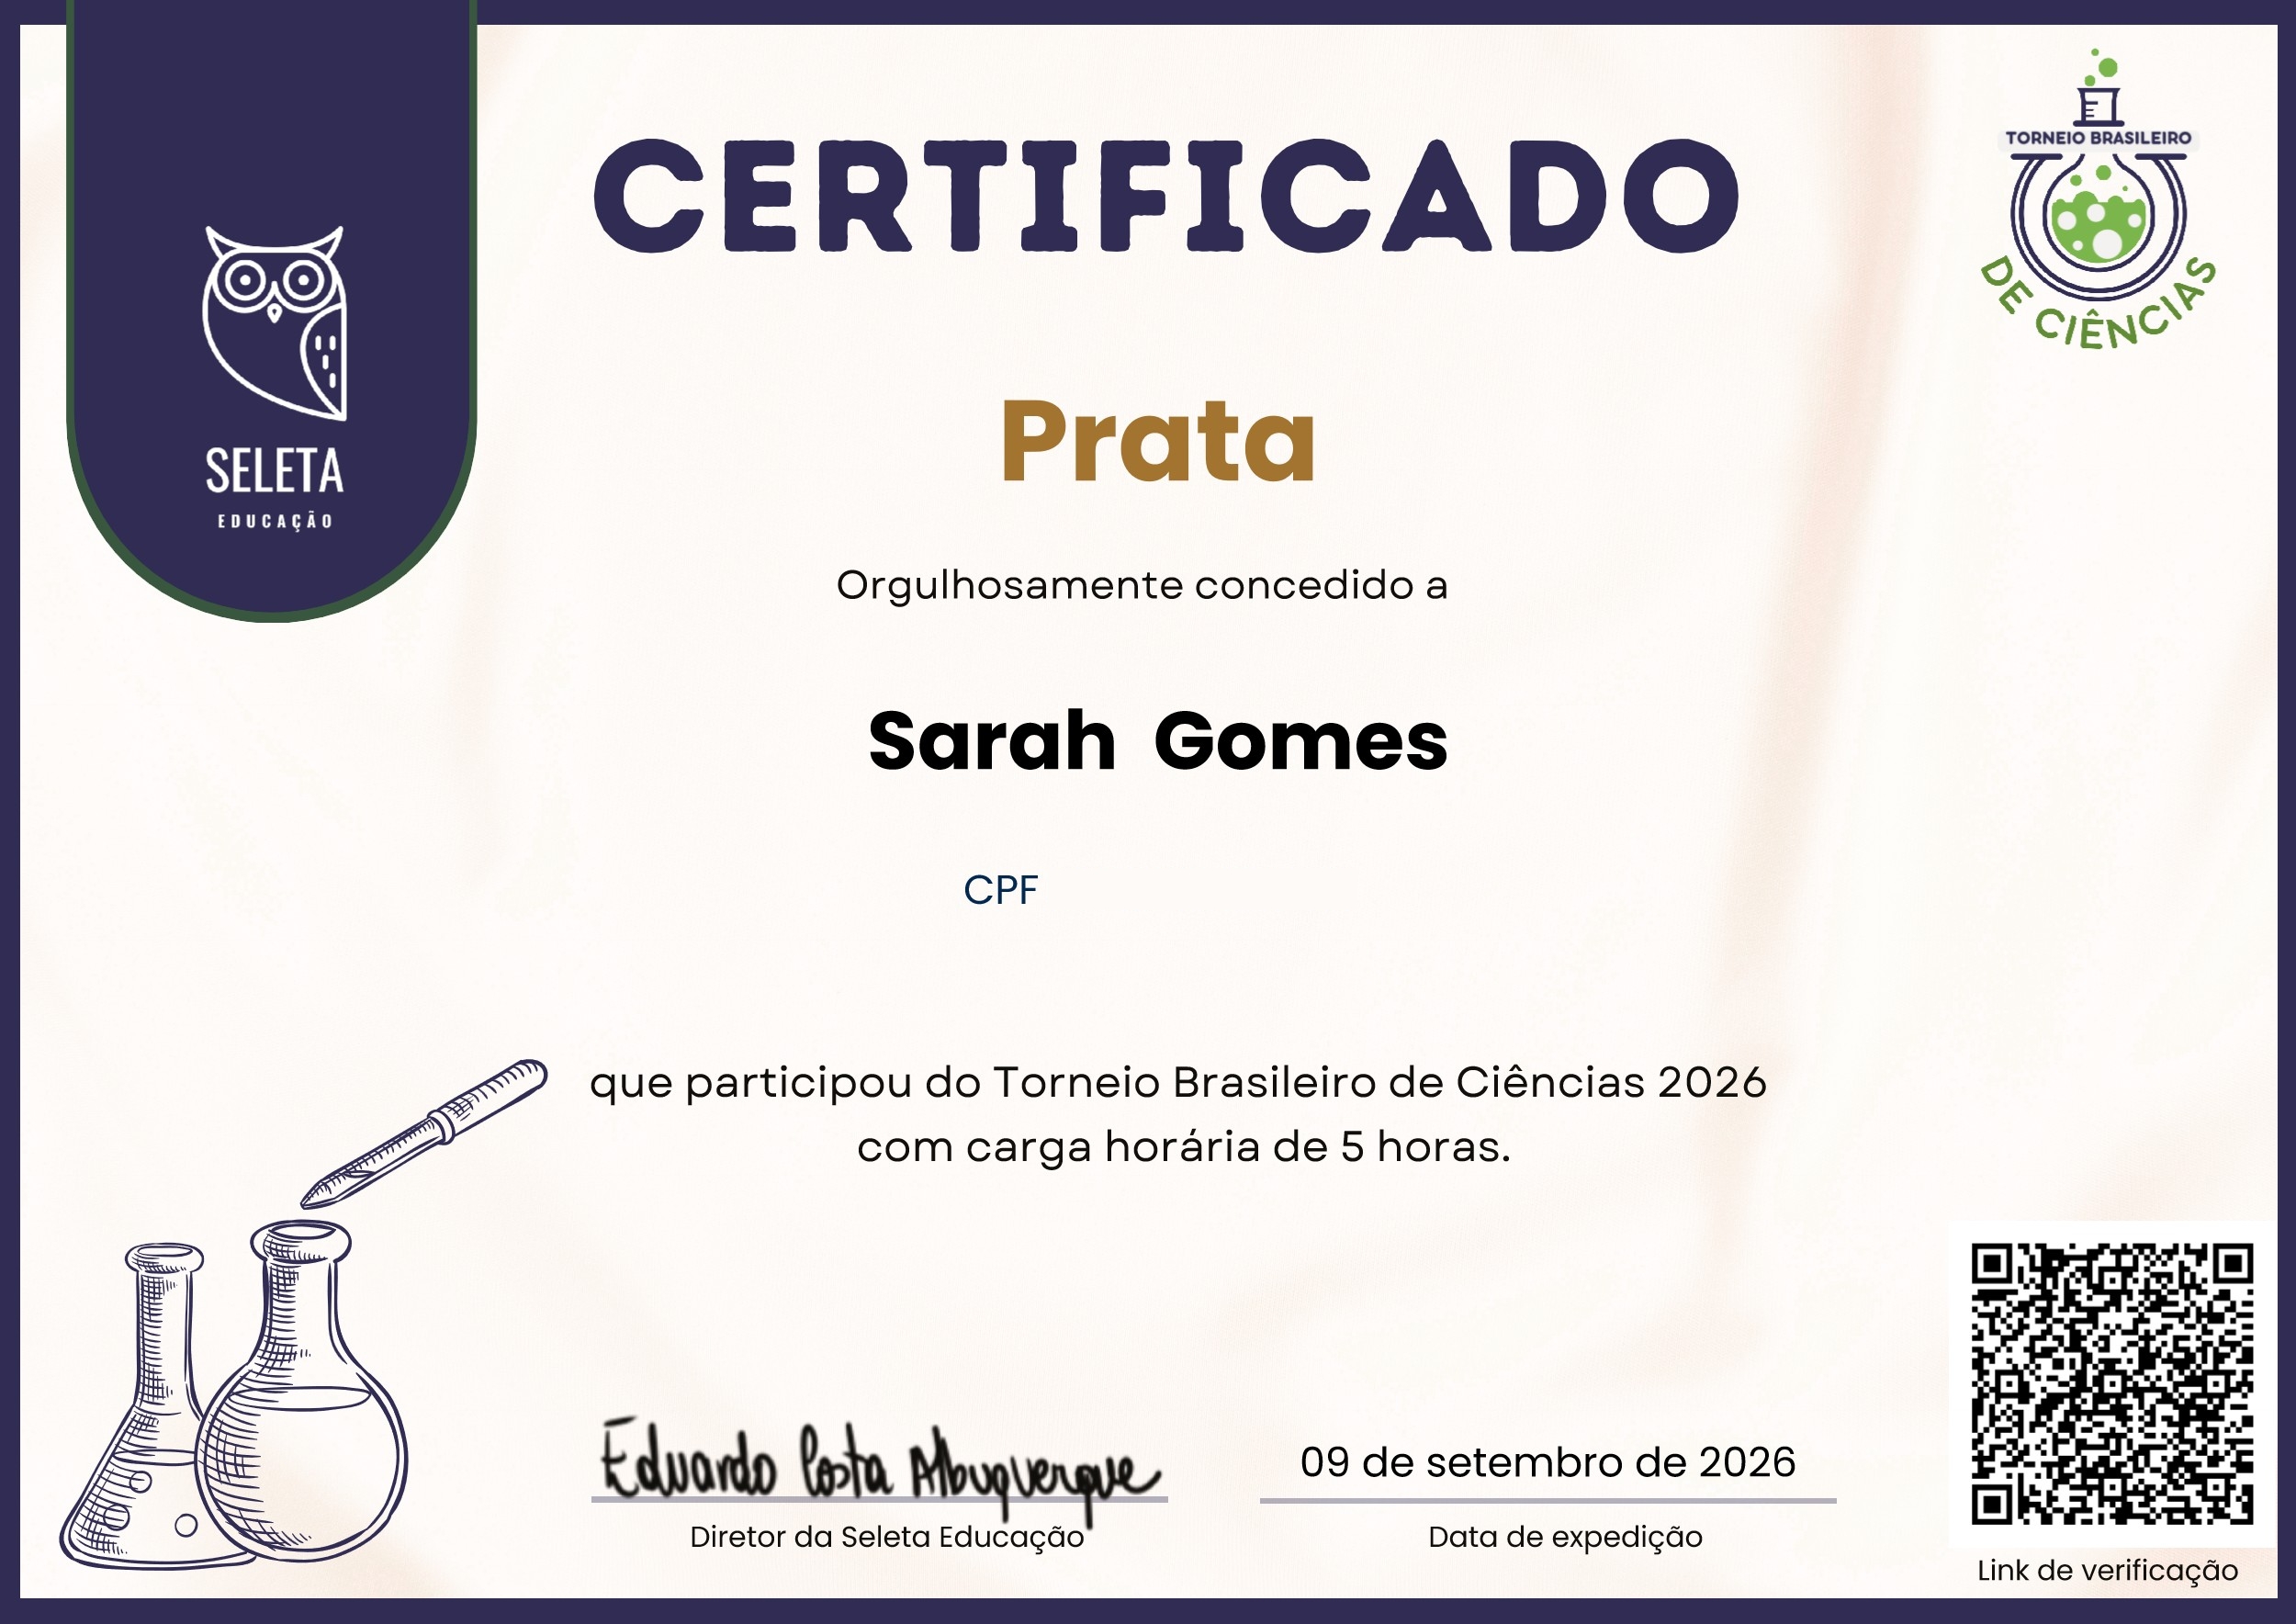 CERTIFICADO
TORNEIO BRASILEIRO
DE CIÊNCIAS
SELETA
EDUCAÇÃO
Prata
Orgulhosamente concedido a
Sarah Gomes
CPF
que participou do Torneio Brasileiro de Ciências 2026
com carga horária de 5 horas.
Eduardo Costa Albuquerque
Diretor da Seleta Educação
09 de setembro de 2026
Data de expedição
Link de verificação